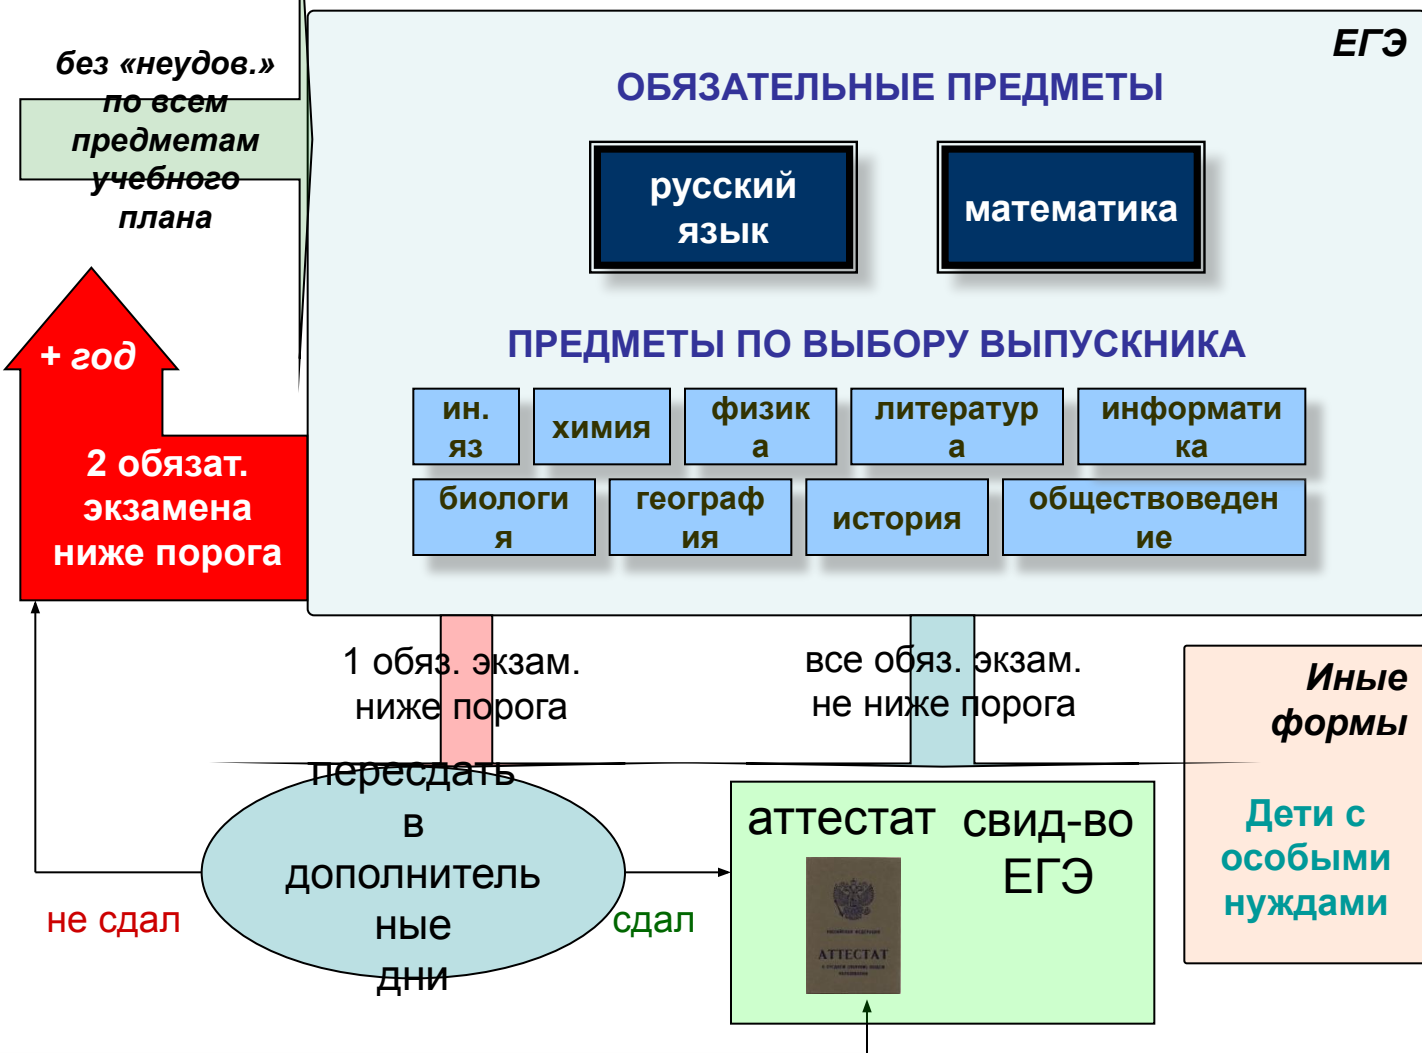 ЕГЭ
без «неудов.»
по всем
предметам
учебного
плана
ОБЯЗАТЕЛЬНЫЕ ПРЕДМЕТЫ
русский
язык
математика
ПРЕДМЕТЫ ПО ВЫБОРУ ВЫПУСКНИКА
ин.
яз
химия
физик
а
литератур
а
информати
ка
биологи
я
географ
ия
история
обществоведен
ие
+ год
2 обязат.
экзамена
ниже порога
1 обяз. экзам.
ниже порога
все обяз. экзам.
не ниже порога
Иные
формы
Дети с
особыми
нуждами
пересдать
в
дополнитель
ные
дни
не сдал
сдал
аттестат
свид-во
ЕГЭ
РОССИЙСКАЯ ФЕДЕРАЦИЯ
АТТЕСТАТ